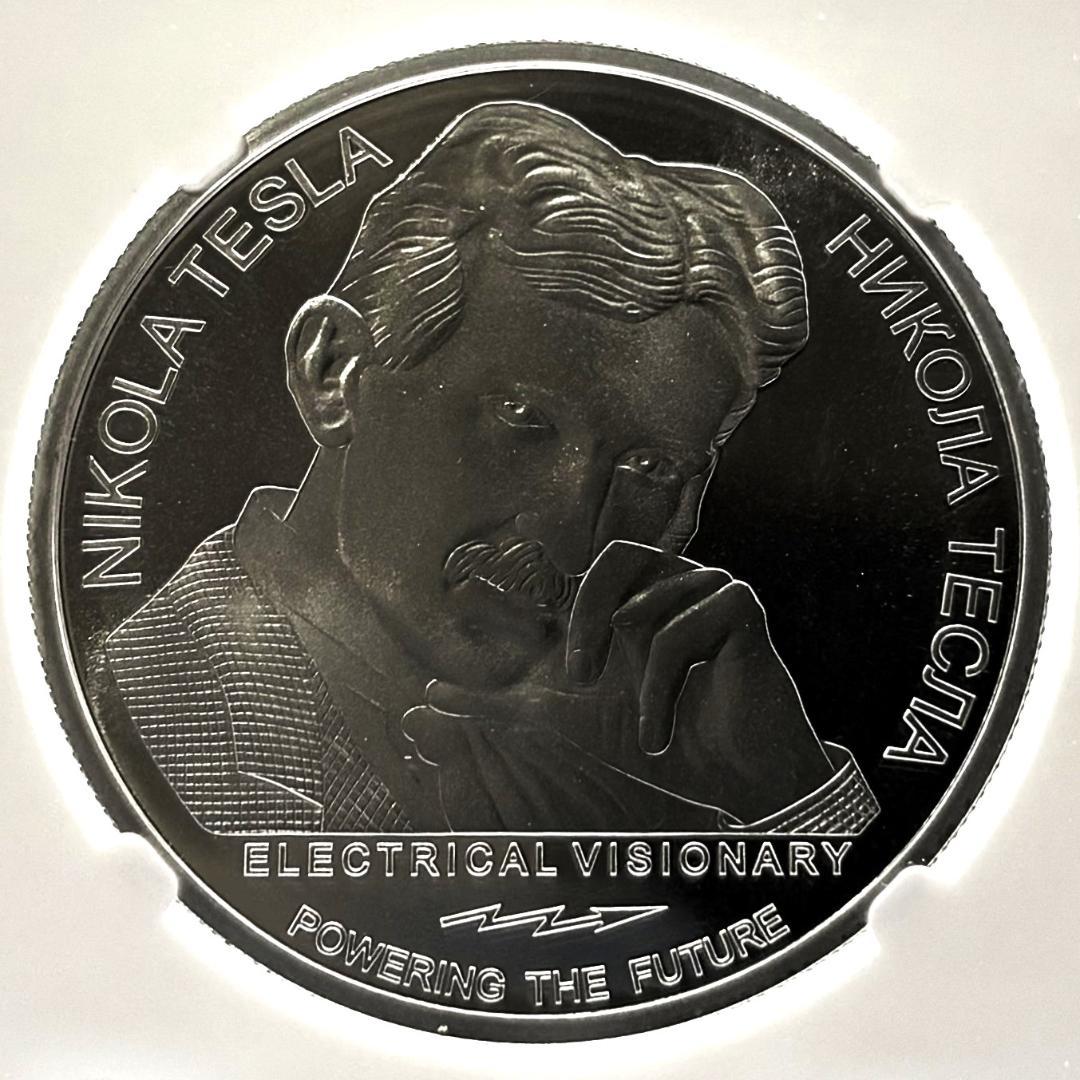 NIKOLA TESLA
НИКОЛА ТЕСЛА
ELECTRICAL VISIONARY
POWERING THE FUTURE